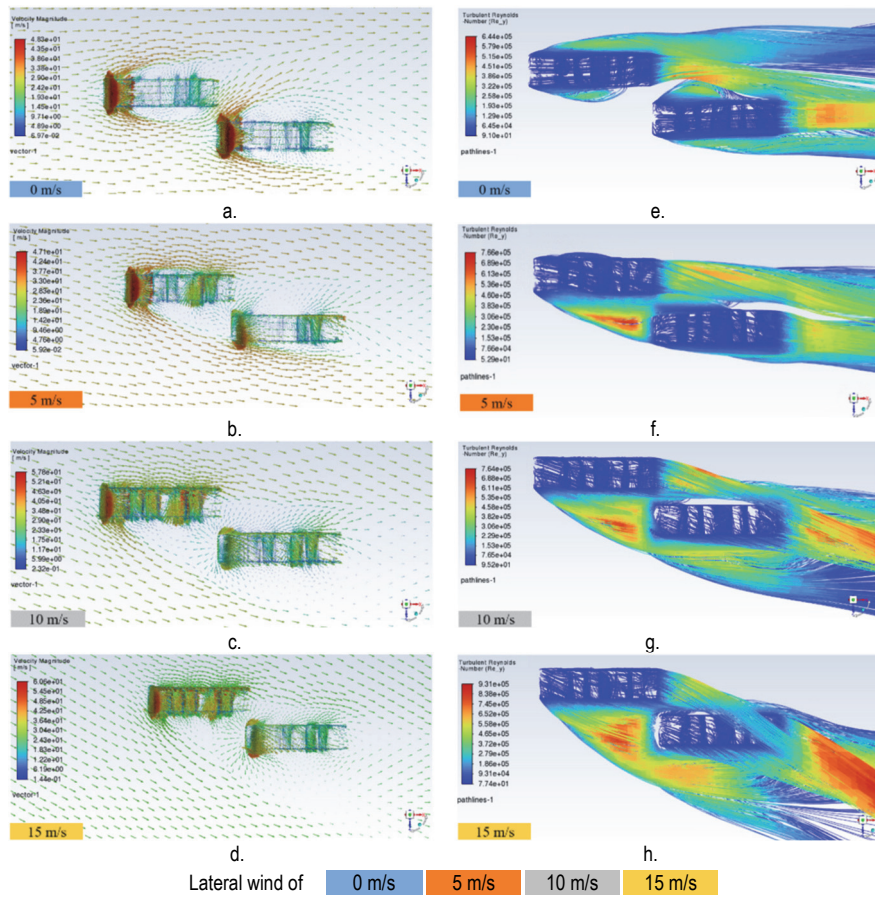 Velocity Magnitude
[ m/s ]
4.83e+01
4.35e+01
3.86e+01
3.38e+01
2.90e+01
2.42e+01
1.93e+01
1.45e+01
9.71e+00
4.89e+00
6.97e-02
vector-1
0 m/s
a.
Turbulent Reynolds
Number (Re_y)
6.44e+05
5.79e+05
5.15e+05
4.51e+05
3.86e+05
3.22e+05
2.58e+05
1.93e+05
1.29e+05
6.45e+04
9.10e+01
pathlines-1
0 m/s
e.
Velocity Magnitude
[ m/s ]
4.71e+01
4.24e+01
3.77e+01
3.30e+01
2.83e+01
2.36e+01
1.89e+01
1.42e+01
9.46e+00
4.76e+00
5.92e-02
vector-1
5 m/s
b.
Turbulent Reynolds
Number (Re_y)
7.66e+05
6.89e+05
6.13e+05
5.36e+05
4.60e+05
3.83e+05
3.06e+05
2.30e+05
1.53e+05
7.66e+04
5.29e+01
pathlines-1
5 m/s
f.
Velocity Magnitude
[ m/s ]
5.78e+01
5.21e+01
4.63e+01
4.05e+01
3.48e+01
2.90e+01
2.33e+01
1.75e+01
1.17e+01
5.99e+00
2.32e-01
vector-1
10 m/s
c.
Turbulent Reynolds
Number (Re_y)
7.64e+05
6.88e+05
6.11e+05
5.35e+05
4.58e+05
3.82e+05
3.06e+05
2.29e+05
1.53e+05
7.65e+04
9.52e+01
pathlines-1
10 m/s
g.
Velocity Magnitude
[ m/s ]
6.05e+01
5.45e+01
4.85e+01
4.25e+01
3.64e+01
3.04e+01
2.43e+01
1.83e+01
1.22e+01
6.19e+00
1.44e-01
vector-1
15 m/s
d.
Turbulent Reynolds
Number (Re_y)
9.31e+05
8.38e+05
7.45e+05
6.52e+05
5.58e+05
4.65e+05
3.72e+05
2.79e+05
1.86e+05
9.31e+04
7.74e+01
pathlines-1
15 m/s
h.
Lateral wind of 0 m/s 5 m/s 10 m/s 15 m/s